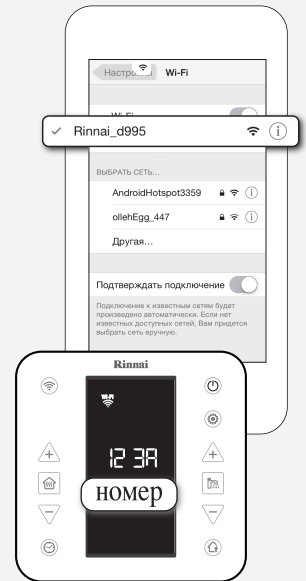 Wi-Fi
Rinnai_d995
ВЫБРАТЬ СЕТЬ...
AndroidHotspot3359
ollehEgg_447
Другая...
Подтверждать подключение
Подключение к известным сетям будет
произведено автоматически. Если нет
известных доступных сетей, Вам придется
выбрать сеть вручную.
Rinnai
Wi-Fi
12 3A
номер